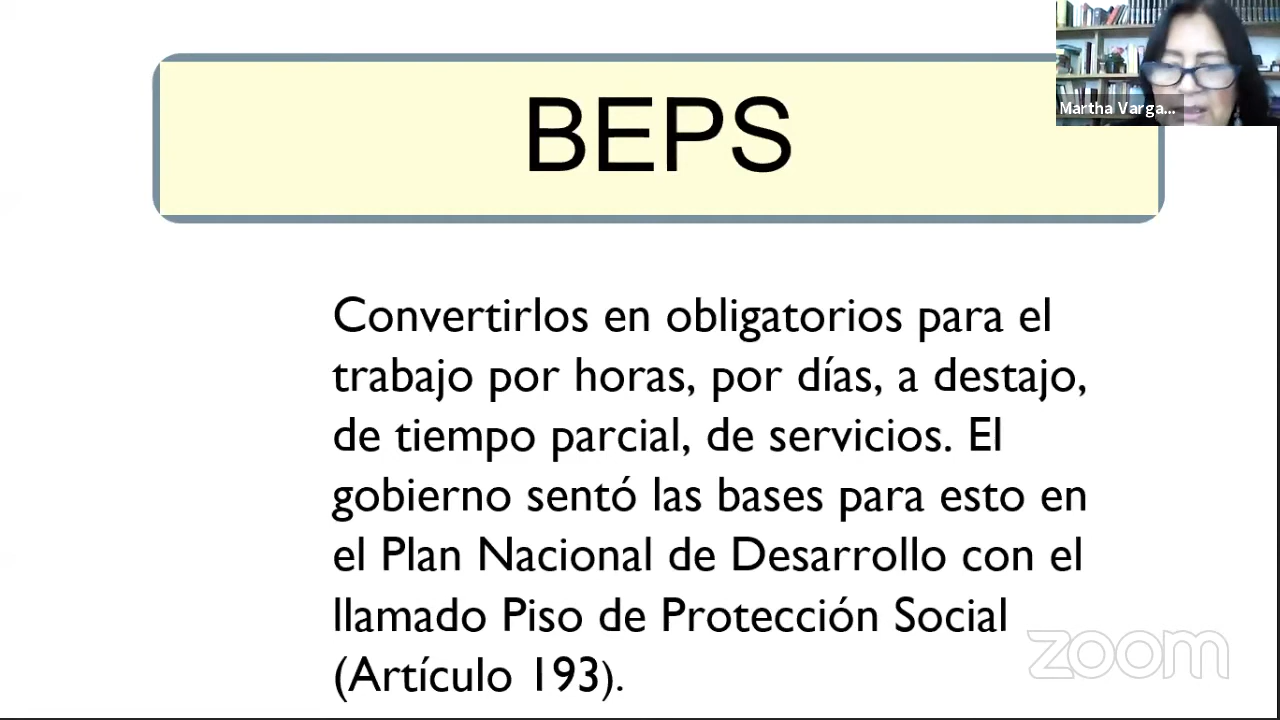 BEPS
Martha Varga...
Convertirlos en obligatorios para el
trabajo por horas, por días, a destajo,
de tiempo parcial, de servicios. El
gobierno sentó las bases para esto en
el Plan Nacional de Desarrollo con el
llamado Piso de Protección Social
(Artículo 193).
zoom